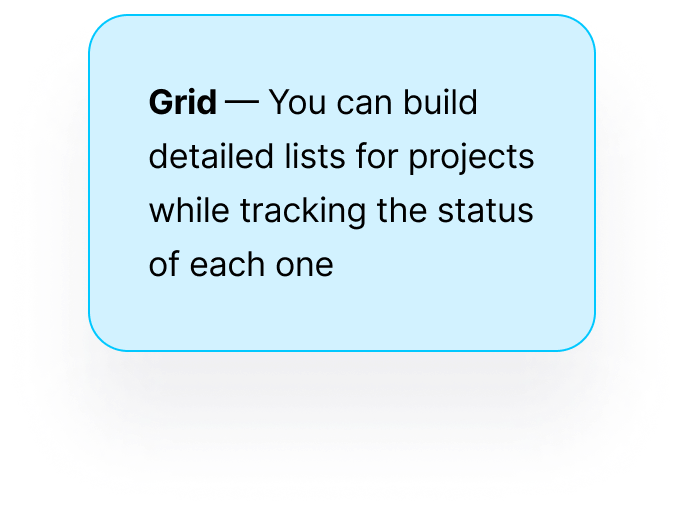 Grid — You can build
detailed lists for projects
while tracking the status
of each one